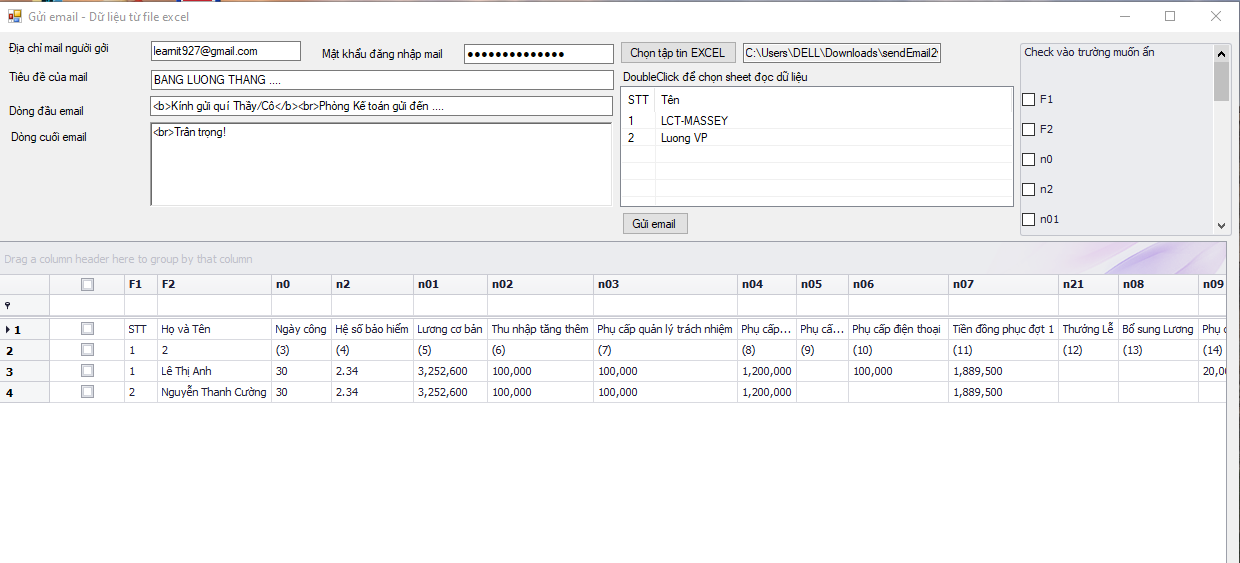 Gửi email - Dữ liệu từ file excel
Địa chỉ mail người gởi
learnit927@gmail.com
Mật khẩu đăng nhập mail
●●●●●●●●●●●●●●
Chọn tập tin EXCEL
C:\Users\DELL\Downloads\sendEmail2
Check vào trường muốn ẩn
Tiêu đề của mail
BANG LUONG THANG ....
DoubleClick để chọn sheet đọc dữ liệu
Dòng đầu email
<b>Kính gửi quí Thầy/Cô</b><br>Phòng Kế toán gửi đến ....
Dòng cuối email
<br>Trân trọng!
STT Tên
1 LCT-MASSEY
2 Luong VP
F1
F2
n0
n2
n01
Gửi email
Drag a column header here to group by that column
F1 F2 n0 n2 n01 n02 n03 n04 n05 n06 n07 n21 n08 n09
1 STT Họ và Tên Ngày công Hệ số bảo hiểm Lương cơ bản Thu nhập tăng thêm Phụ cấp quản lý trách nhiệm Phụ cấp... Phụ cấ... Phụ cấp điện thoại Tiền đồng phục đợt 1 Thưởng Lễ Bổ sung Lương Phụ
2 1 2 (3) (4) (5) (6) (7) (8) (9) (10) (11) (12) (13) (14)
3 1 Lê Thị Anh 30 2.34 3,252,600 100,000 100,000 1,200,000 100,000 1,889,500 20,0
4 2 Nguyễn Thanh Cường 30 2.34 3,252,600 100,000 100,000 1,200,000 1,889,500